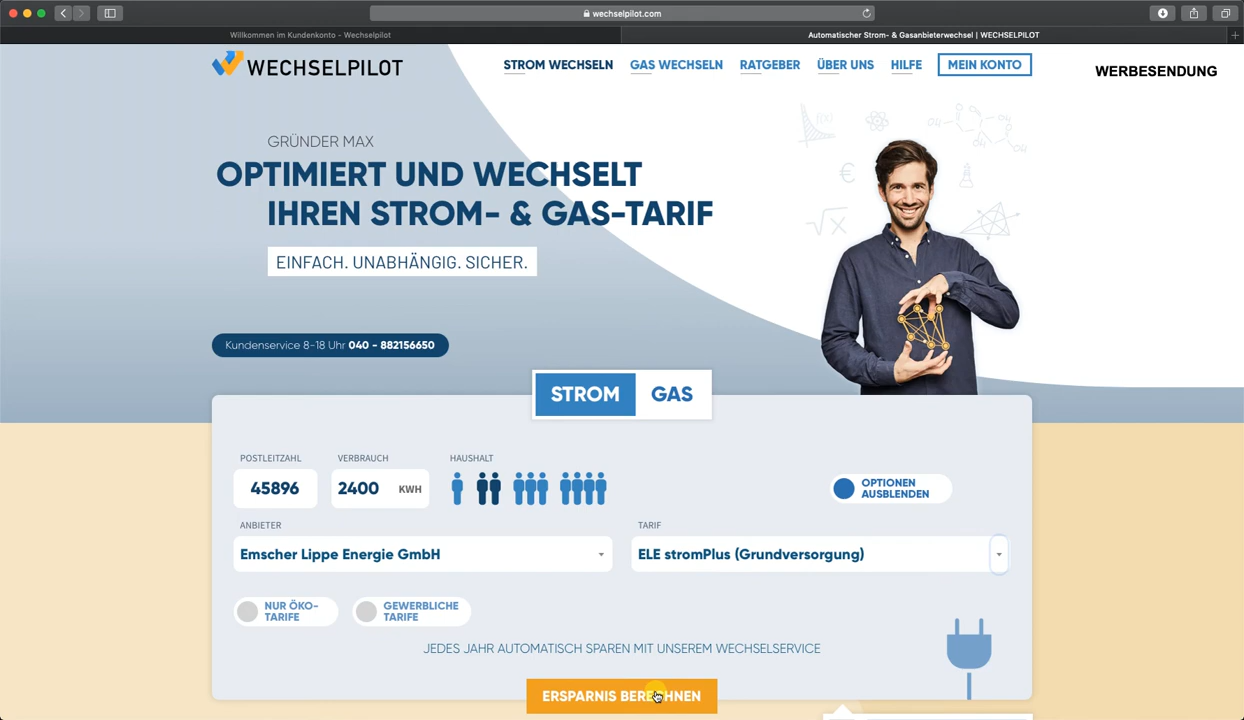 wechselpilot.com
Willkommen im Kundenkonto - Wechselpilot
Automatischer Strom- & Gasanbieterwechsel | WECHSELPILOT
WECHSELPILOT
STROM WECHSELN
GAS WECHSELN
RATGEBER
ÜBER UNS
HILFE
MEIN KONTO
WERBESENDUNG
GRÜNDER MAX
OPTIMIERT UND WECHSELT
IHREN STROM- & GAS-TARIF
EINFACH. UNABHÄNGIG. SICHER.
Kundenservice 8-18 Uhr 040 - 882156650
STROM
GAS
POSTLEITZAHL
VERBRAUCH
HAUSHALT
45896
2400 KWH
OPTIONEN
AUSBLENDEN
ANBIETER
TARIF
Emscher Lippe Energie GmbH
ELE stromPlus (Grundversorgung)
NUR ÖKO-
TARIFE
GEWERBLICHE
TARIFE
JEDES JAHR AUTOMATISCH SPAREN MIT UNSEREM WECHSELSERVICE
ERSPARNIS BERECHNEN